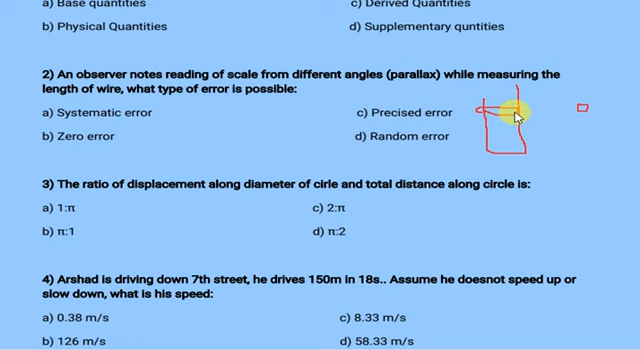 a) Base quantities
c) Derived Quantities
b) Physical Quantities
d) Supplementary quntities
2) An observer notes reading of scale from different angles (parallax) while measuring the
length of wire, what type of error is possible:
a) Systematic error
c) Precised error
b) Zero error
d) Random error
3) The ratio of displacement along diameter of cirle and total distance along circle is:
a) 1:π
c) 2:π
b) π:1
d) π:2
4) Arshad is driving down 7th street, he drives 150m in 18s.. Assume he doesnot speed up or
slow down, what is his speed:
a) 0.38 m/s
c) 8.33 m/s
b) 126 m/s
d) 58.33 m/s